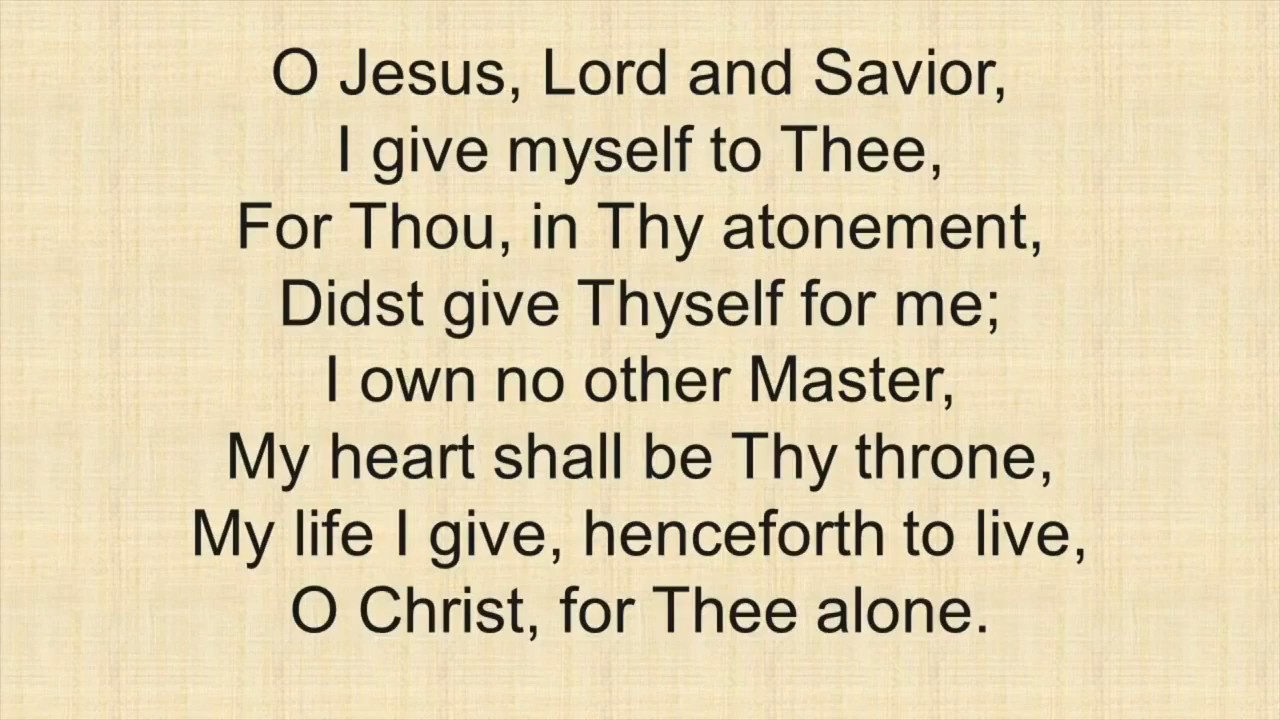 O Jesus, Lord and Savior,
I give myself to Thee,
For Thou, in Thy atonement,
Didst give Thyself for me;
I own no other Master,
My heart shall be Thy throne,
My life I give, henceforth to live,
O Christ, for Thee alone.